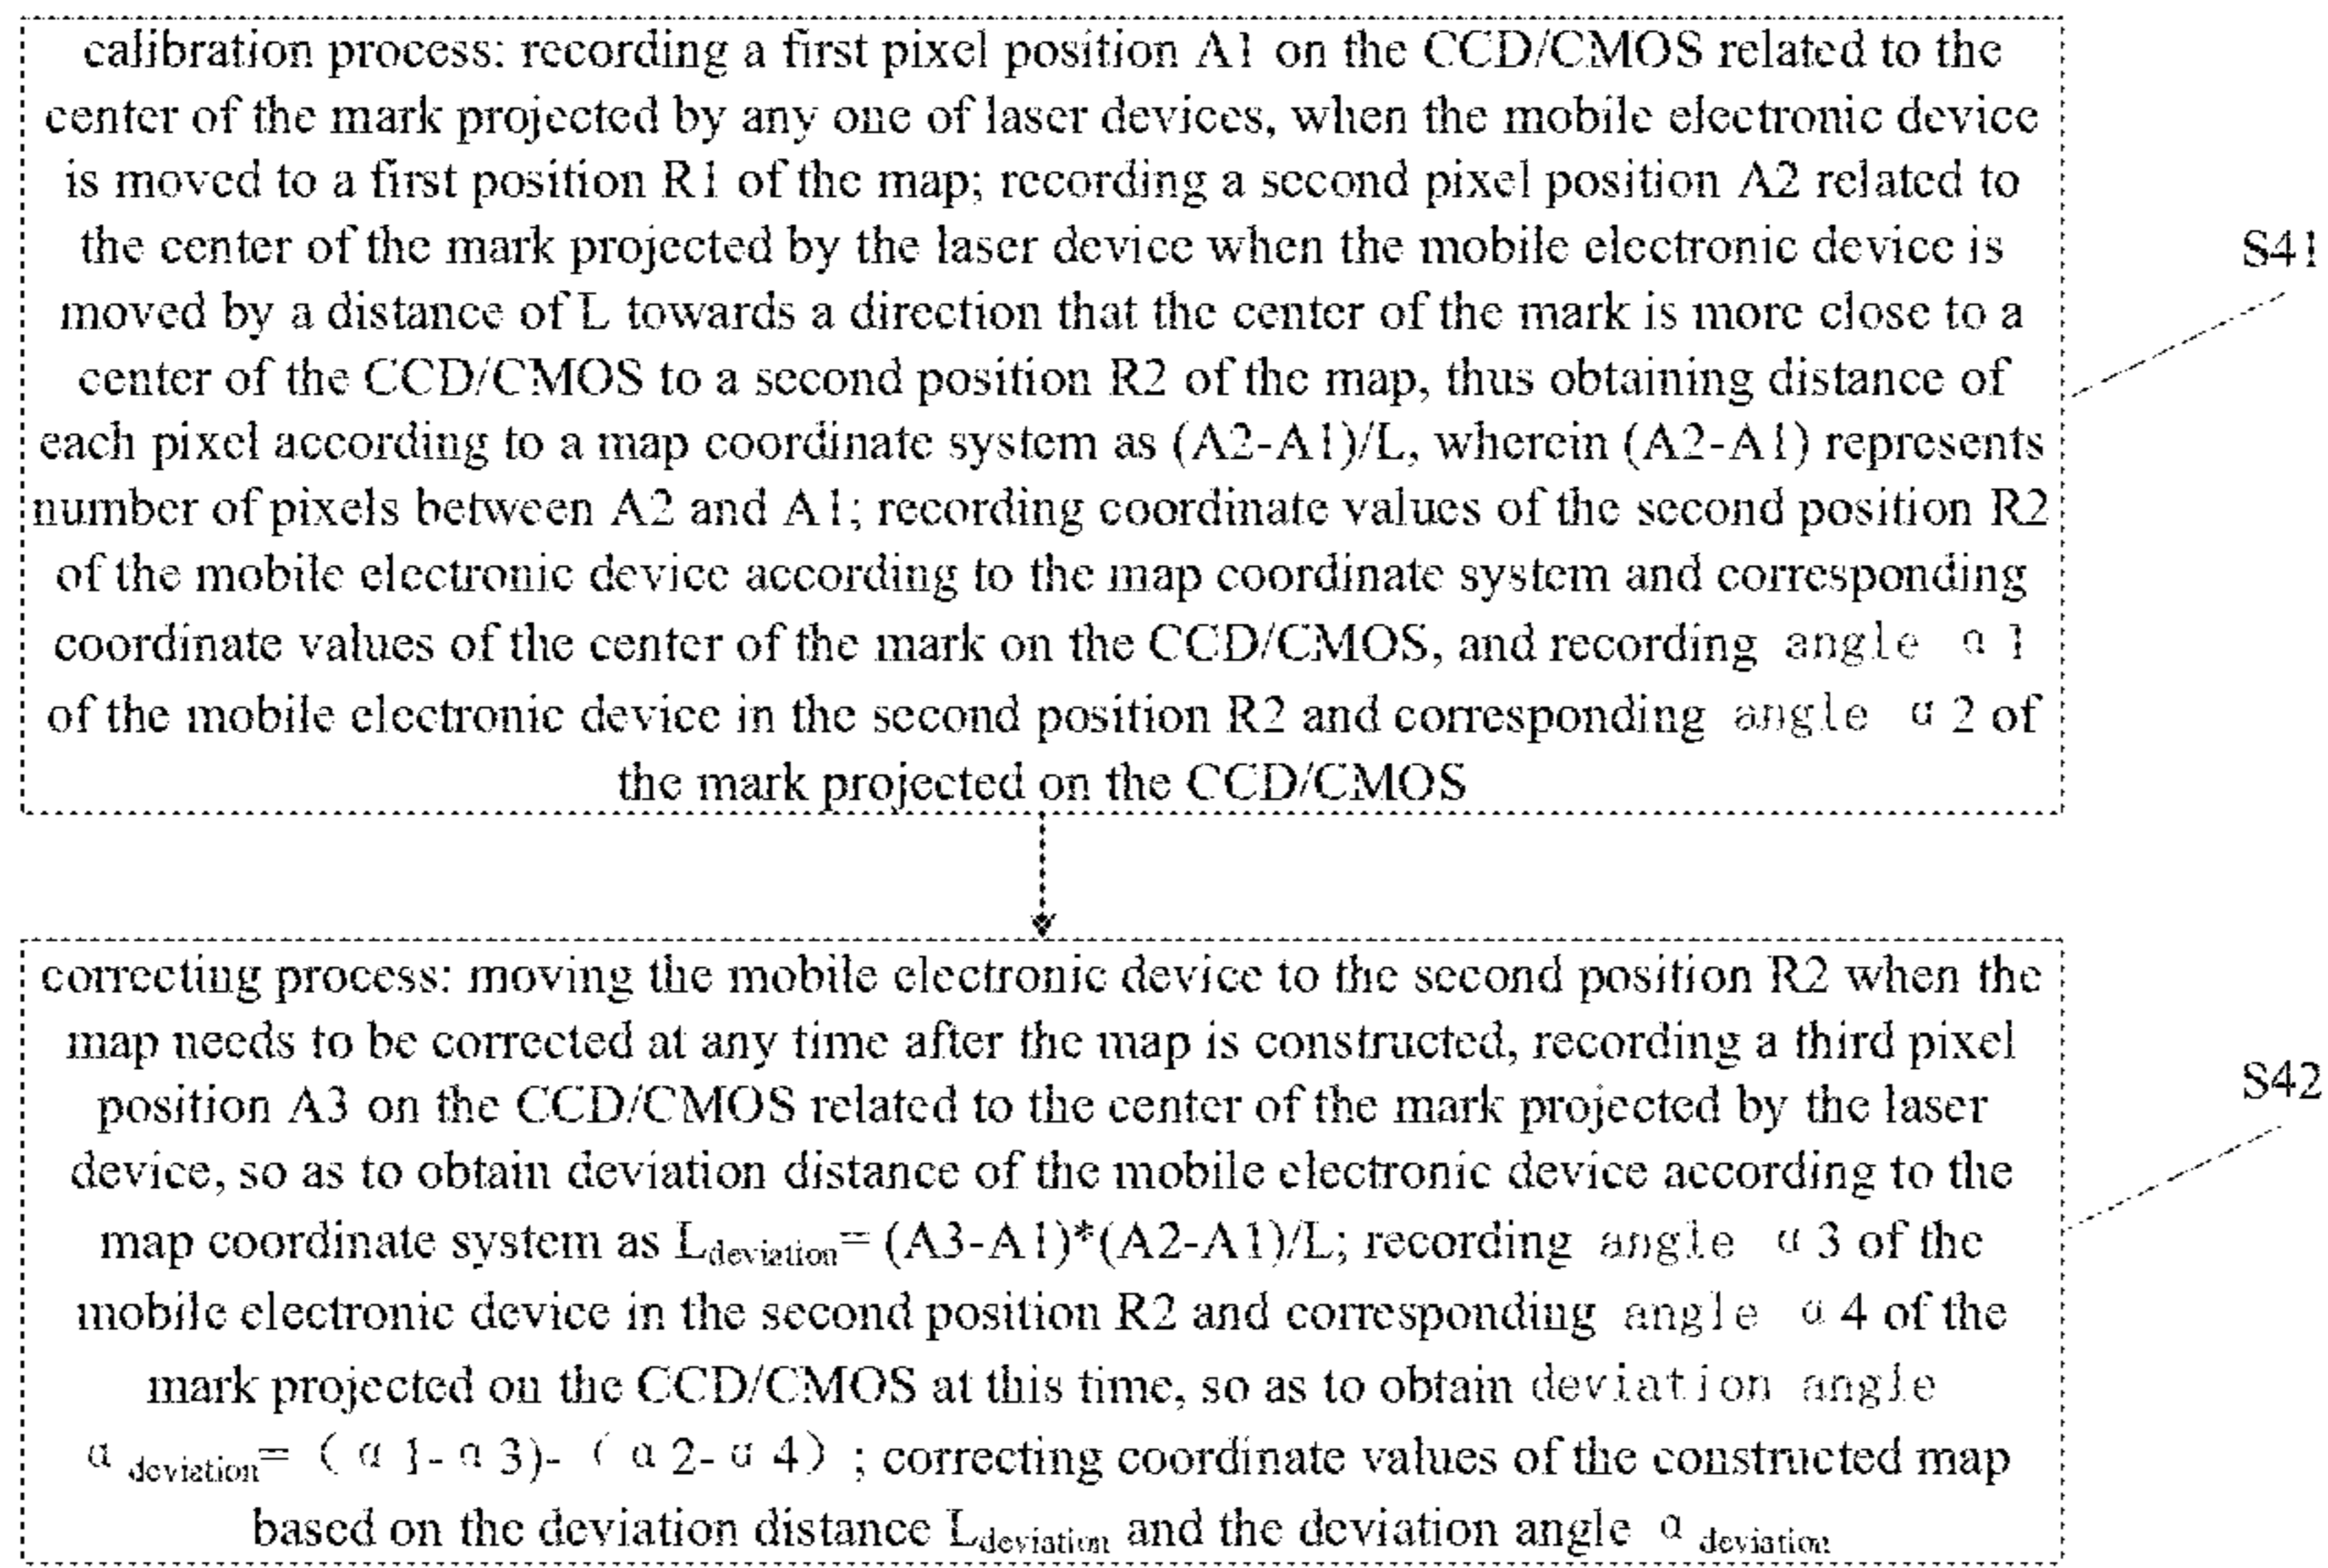 calibration process: recording a first pixel position A1 on the CCD/CMOS related to the
center of the mark projected by any one of laser devices, when the mobile electronic device
is moved to a first position R1 of the map; recording a second pixel position A2 related to
the center of the mark projected by the laser device when the mobile electronic device is
moved by a distance of L towards a direction that the center of the mark is more close to a
center of the CCD/CMOS to a second position R2 of the map, thus obtaining distance of
each pixel according to a map coordinate system as (A2-A1)/L, wherein (A2-A1) represents
number of pixels between A2 and A1; recording coordinate values of the second position R2
of the mobile electronic device according to the map coordinate system and corresponding
coordinate values of the center of the mark on the CCD/CMOS, and recording angle α1
of the mobile electronic device in the second position R2 and corresponding angle α2 of
the mark projected on the CCD/CMOS
S41
correcting process: moving the mobile electronic device to the second position R2 when the
map needs to be corrected at any time after the map is constructed, recording a third pixel
position A3 on the CCD/CMOS related to the center of the mark projected by the laser
device, so as to obtain deviation distance of the mobile electronic device according to the
map coordinate system as Ldeviation= (A3-A1)*(A2-A1)/L; recording angle α3 of the
mobile electronic device in the second position R2 and corresponding angle α4 of the
mark projected on the CCD/CMOS at this time, so as to obtain deviation angle
αdeviation= (α1-α3)-(α2-α4); correcting coordinate values of the constructed map
based on the deviation distance Ldeviation and the deviation angle αdeviation
S42